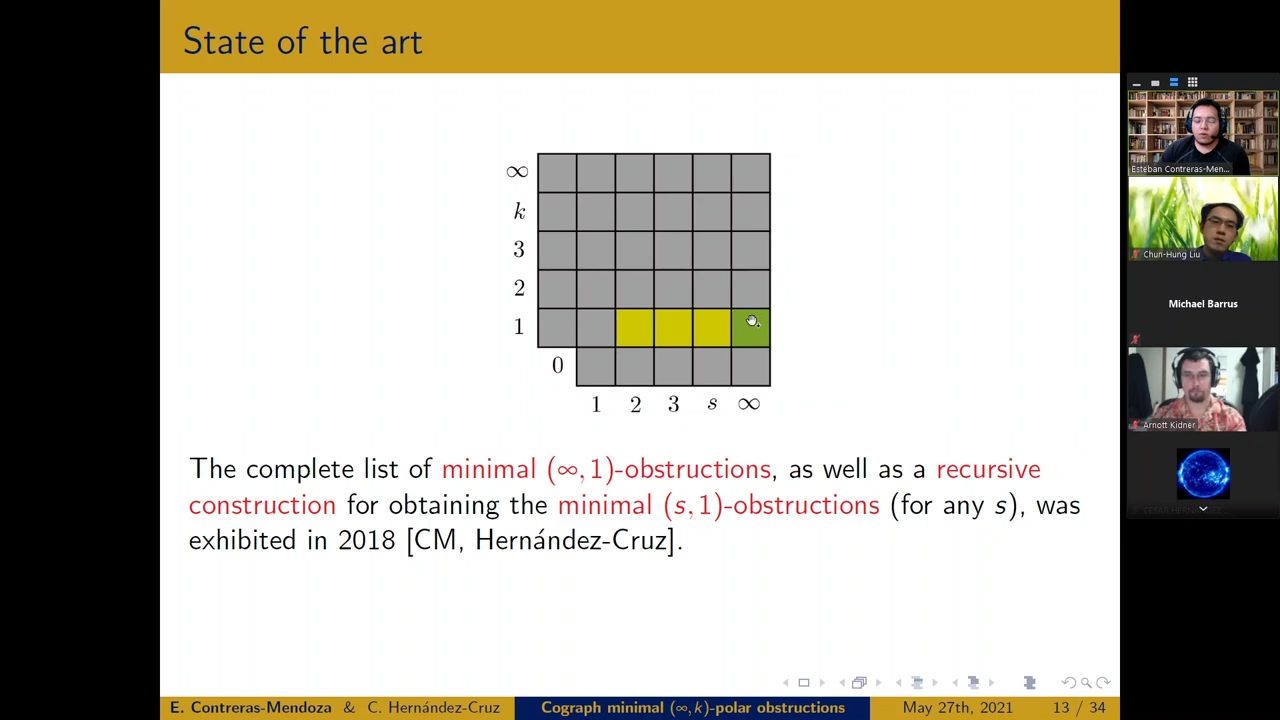 State of the art
∞
k
3
2
1
0
1 2 3 s ∞
The complete list of minimal (∞, 1)-obstructions, as well as a recursive
construction for obtaining the minimal (s, 1)-obstructions (for any s), was
exhibited in 2018 [CM, Hernández-Cruz].
E. Contreras-Mendoza & C. Hernández-Cruz Cograph minimal (∞, k)-polar obstructions May 27th, 2021 13 / 34
Esteban Contreras-Men...
Chun-Hung Liu
Michael Barrus
Arnott Kidner